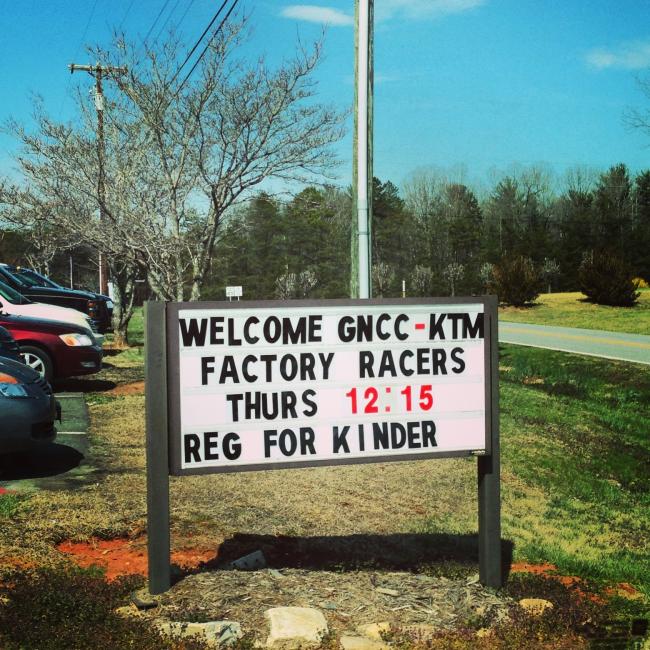 WELCOME GNCC-KTM
FACTORY RACERS
THURS 12:15
REG FOR KINDER